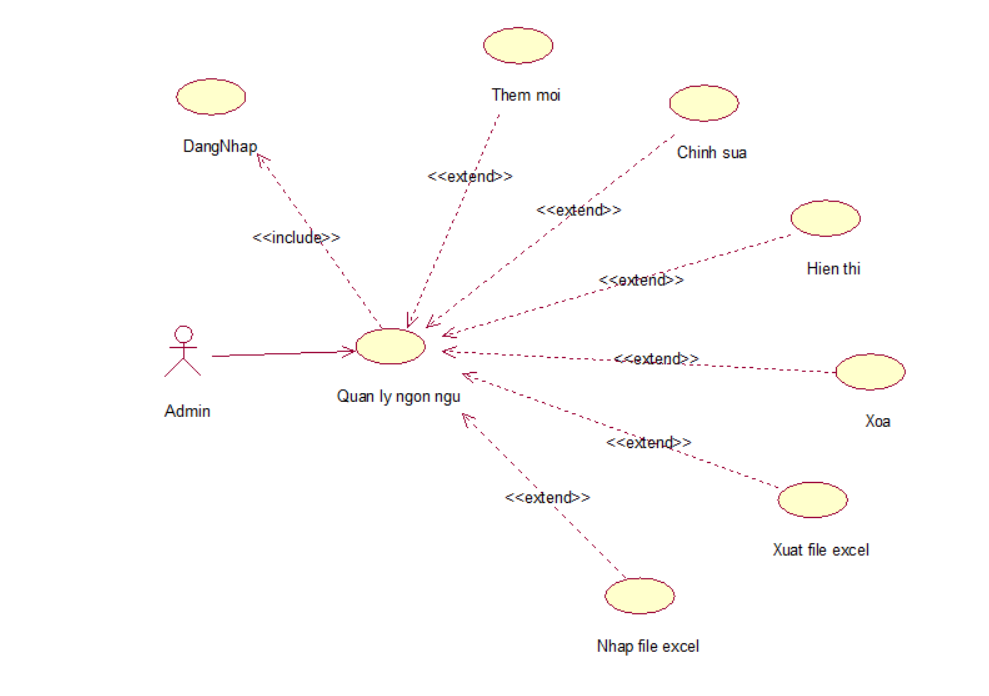 Them moi
DangNhap
Chinh sua
<<extend>>
<<extend>>
<<include>>
Hien thi
<<extend>>
<<extend>>
Quan ly ngon ngu
Admin
Xoa
<<extend>>
<<extend>>
Xuat file excel
Nhap file excel